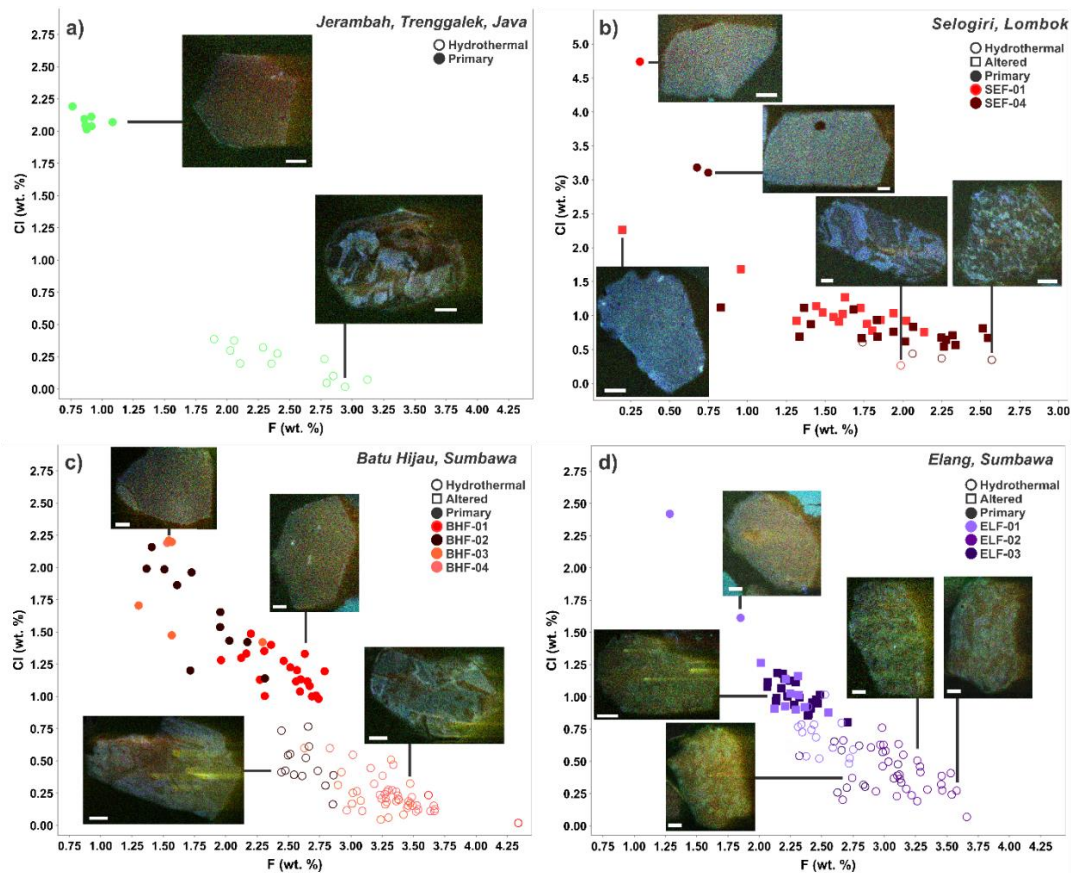 a)
Jerambah, Trenggalek, Java
Hydrothermal
Primary
Cl (wt. %)
2.75
2.50
2.25
2.00
1.75
1.50
1.25
1.00
0.75
0.50
0.25
0.00
0.75 1.00 1.25 1.50 1.75 2.00 2.25 2.50 2.75 3.00 3.25 3.50 3.75 4.00 4.25
F (wt. %)
b)
Selogiri, Lombok
Hydrothermal
Altered
Primary
SEF-01
SEF-04
Cl (wt. %)
5.0
4.5
4.0
3.5
3.0
2.5
2.0
1.5
1.0
0.5
0.0
0.25 0.50 0.75 1.00 1.25 1.50 1.75 2.00 2.25 2.50 2.75 3.00
F (wt. %)
c)
Batu Hijau, Sumbawa
Hydrothermal
Altered
Primary
BHF-01
BHF-02
BHF-03
BHF-04
Cl (wt. %)
2.75
2.50
2.25
2.00
1.75
1.50
1.25
1.00
0.75
0.50
0.25
0.00
0.75 1.00 1.25 1.50 1.75 2.00 2.25 2.50 2.75 3.00 3.25 3.50 3.75 4.00 4.25
F (wt. %)
d)
Elang, Sumbawa
Hydrothermal
Altered
Primary
ELF-01
ELF-02
ELF-03
Cl (wt. %)
2.75
2.50
2.25
2.00
1.75
1.50
1.25
1.00
0.75
0.50
0.25
0.00
0.75 1.00 1.25 1.50 1.75 2.00 2.25 2.50 2.75 3.00 3.25 3.50 3.75 4.00 4.25
F (wt. %)